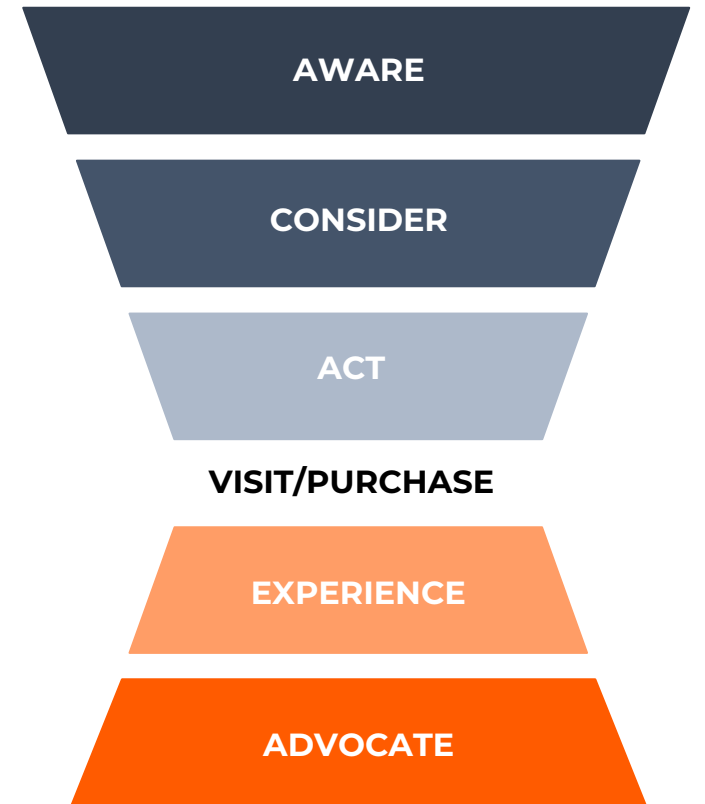 AWARE
CONSIDER
ACT
VISIT/PURCHASE
EXPERIENCE
ADVOCATE